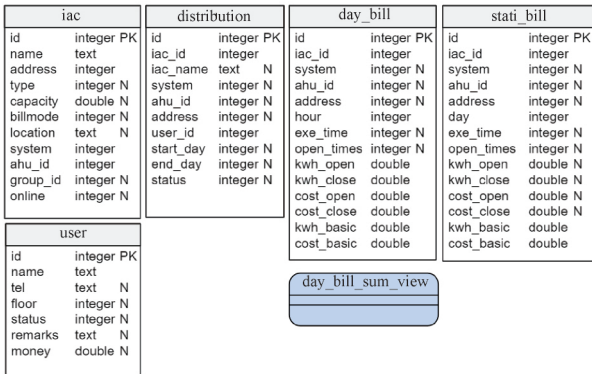 iac
id integer PK
name text
address integer
type integer N
capacity double N
billmode integer N
location text N
system integer
ahu_id integer
group_id integer N
online integer N
distribution
id integer PK
iac_id integer
iac_name text N
system integer N
ahu_id integer N
address integer N
user_id integer
start_day integer N
end_day integer N
status integer N
day_bill
id integer PK
iac_id integer
system integer N
ahu_id integer N
address integer N
hour integer
exe_time integer N
open_times integer N
kwh_open double
kwh_close double
cost_open double
cost_close double
kwh_basic double
cost_basic double
stati_bill
id integer PK
iac_id integer
system integer N
ahu_id integer N
address integer N
day integer
exe_time integer N
open_times integer N
kwh_open double N
kwh_close double N
cost_open double N
cost_close double N
kwh_basic double
cost_basic double
user
id integer PK
name text
tel text N
floor integer N
status integer N
remarks text N
money double N
day_bill_sum_view